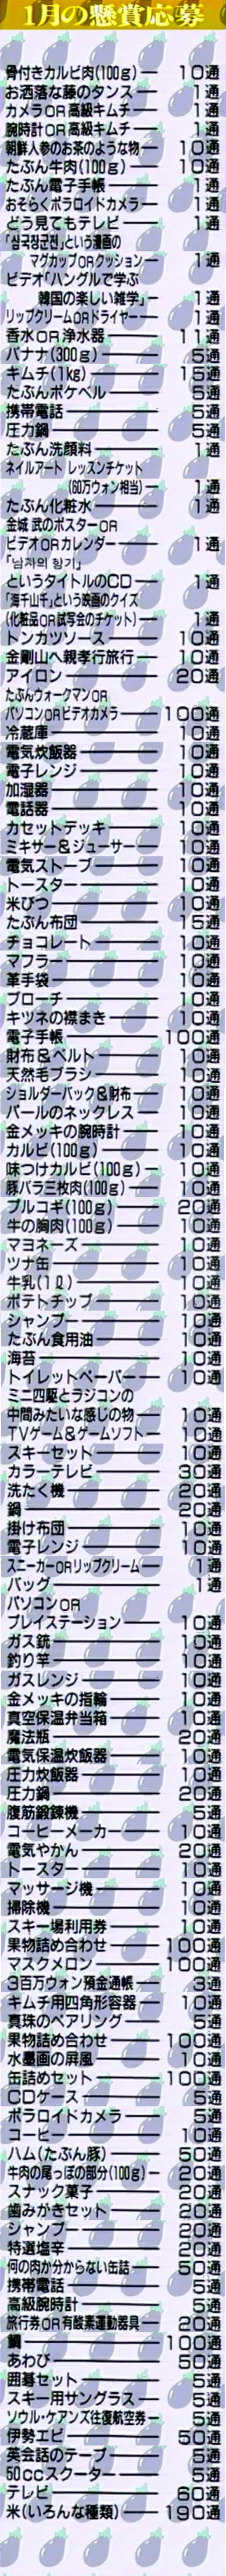 1月の懸賞応募
骨付きカルビ肉(100g) 10通
お洒落な藤のタンス 1通
カメラOR高級キムチ 1通
腕時計OR高級キムチ 1通
朝鮮人参のお茶のような物 10通
たぶん牛肉(100g) 10通
たぶん電子手帳 1通
おそらくポラロイドカメラ 1通
どう見てもテレビ 1通
「삼국장군전」という漫画の
マグカップORクッション 1通
ビデオ「ハングルで学ぶ
韓国の楽しい雑学」 1通
リップクリームORドライヤー 1通
香水OR浄水器 11通
バナナ(300g) 5通
キムチ(1kg) 15通
たぶんポケベル 5通
携帯電話 5通
圧力鍋 5通
たぶん洗顔料 1通
ネイルアート レッスンチケット
(60万ウォン相当) 1通
たぶん化粧水 1通
金城 武のポスターOR
ビデオORカレンダー 1通
「남자의 향기」
というタイトルのCD 1通
「海千山千」という映画のクイズ
(化粧品OR試写会のチケット) 1通
トンカツソース 10通
金剛山へ親孝行旅行 10通
アイロン 20通
たぶんウォークマンOR
パソコンORビデオカメラ 100通
冷蔵庫 10通
電気炊飯器 10通
電子レンジ 10通
加湿器 10通
電話器 10通
カセットデッキ 10通
ミキサー&ジューサー 10通
電気ストーブ 10通
トースター 10通
米びつ 10通
たぶん布団 15通
チョコレート 10通
マフラー 10通
革手袋 10通
ブローチ 10通
キツネの襟まき 10通
電子手帳 100通
財布&ベルト 10通
天然毛ブラシ 10通
ショルダーバック&財布 10通
パールのネックレス 10通
金メッキの腕時計 10通
カルビ(100g) 10通
味つけカルビ(100g) 10通
豚バラ三枚肉(100g) 10通
プルコギ(100g) 20通
牛の胸肉(100g) 10通
マヨネーズ 10通
ツナ缶 10通
牛乳(1ℓ) 10通
ポテトチップ 10通
シャンプー 10通
たぶん食用油 10通
海苔 10通
トイレットペーパー 10通
ミニ四駆とラジコンの
中間みたいな感じの物 10通
TVゲーム&ゲームソフト 10通
スキーセット 10通
カラーテレビ 30通
洗たく機 20通
鍋 20通
掛け布団 10通
電子レンジ 10通
スニーカーORリップクリーム 1通
バッグ 1通
パソコンOR
プレイステーション 10通
ガス銃 10通
釣り竿 10通
ガスレンジ 10通
金メッキの指輪 10通
真空保温弁当箱 10通
魔法瓶 20通
電気保温炊飯器 10通
圧力炊飯器 10通
圧力鍋 20通
腹筋鍛錬機 5通
コーヒーメーカー 10通
電気やかん 20通
トースター 10通
マッサージ機 10通
掃除機 10通
スキー場利用券 10通
果物詰め合わせ 100通
マスクメロン 100通
3百万ウォン預金通帳 3通
キムチ用四角形容器 10通
真珠のペアリング 5通
果物詰め合わせ 100通
水墨画の屏風 10通
缶詰めセット 100通
CDケース 5通
ポラロイドカメラ 5通
コーヒー 10通
ハム(たぶん豚) 50通
牛肉の尾っぽの部分(100g) 20通
スナック菓子 20通
歯みがきセット 20通
シャンプー 20通
特選塩辛 20通
何の肉か分からない缶詰 50通
携帯電話 5通
高級腕時計 5通
旅行券OR有酸素運動器具 20通
鯛 100通
あわび 50通
囲碁セット 5通
スキー用サングラス 5通
ソウル・ケアンズ往復航空券 5通
伊勢エビ 50通
英会話のテープ 5通
50ccスクーター 5通
テレビ 60通
米(いろんな種類) 190通